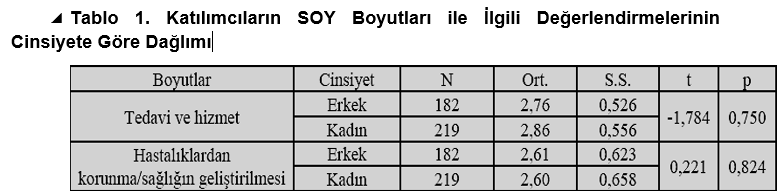 Tablo 1. Katılımcıların SOY Boyutları ile İlgili Değerlendirmelerinin
Cinsiyete Göre Dağlımı
Boyutlar Cinsiyet N Ort. S.S. t p
Tedavi ve hizmet Erkek 182 2,76 0,526 -1,784 0,750
Kadın 219 2,86 0,556
Hastalıklardan korunma/sağlığın geliştirilmesi Erkek 182 2,61 0,623 0,221 0,824
Kadın 219 2,60 0,658